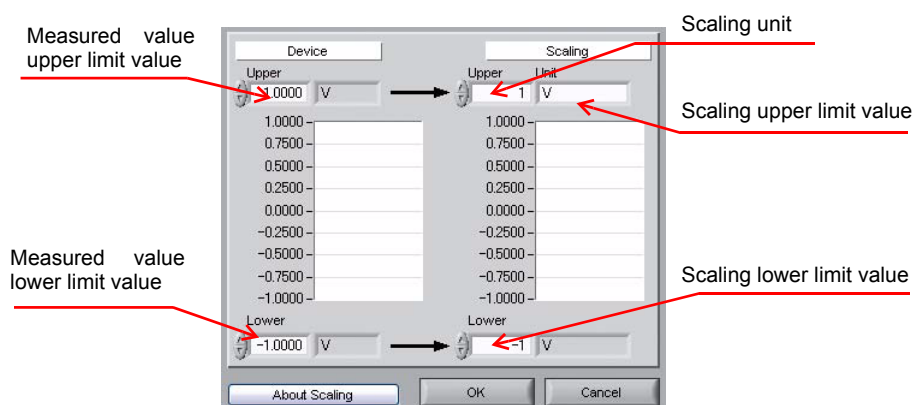 Measured value
upper limit value
Scaling unit
Device
Scaling
Upper
Upper Unit
1.0000 V
1 V
Scaling upper limit value
1.0000
1.0000
0.7500
0.7500
0.5000
0.5000
0.2500
0.2500
0.0000
0.0000
-0.2500
-0.2500
-0.5000
-0.5000
-0.7500
-0.7500
-1.0000
-1.0000
Measured value
lower limit value
Scaling lower limit value
Lower
Lower
-1.0000 V
-1 V
About Scaling
OK
Cancel